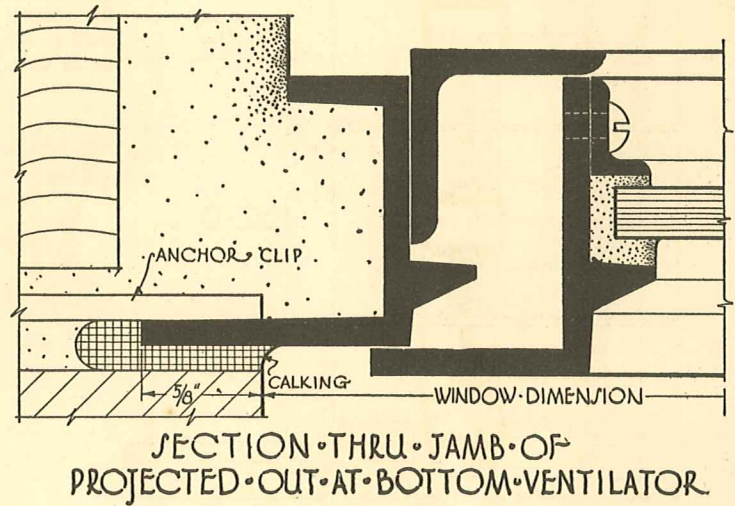 ANCHOR CLIP
5/8"
CALKING
WINDOW·DIMENSION
SECTION·THRU·JAMB·OF
PROJECTED·OUT·AT·BOTTOM·VENTILATOR